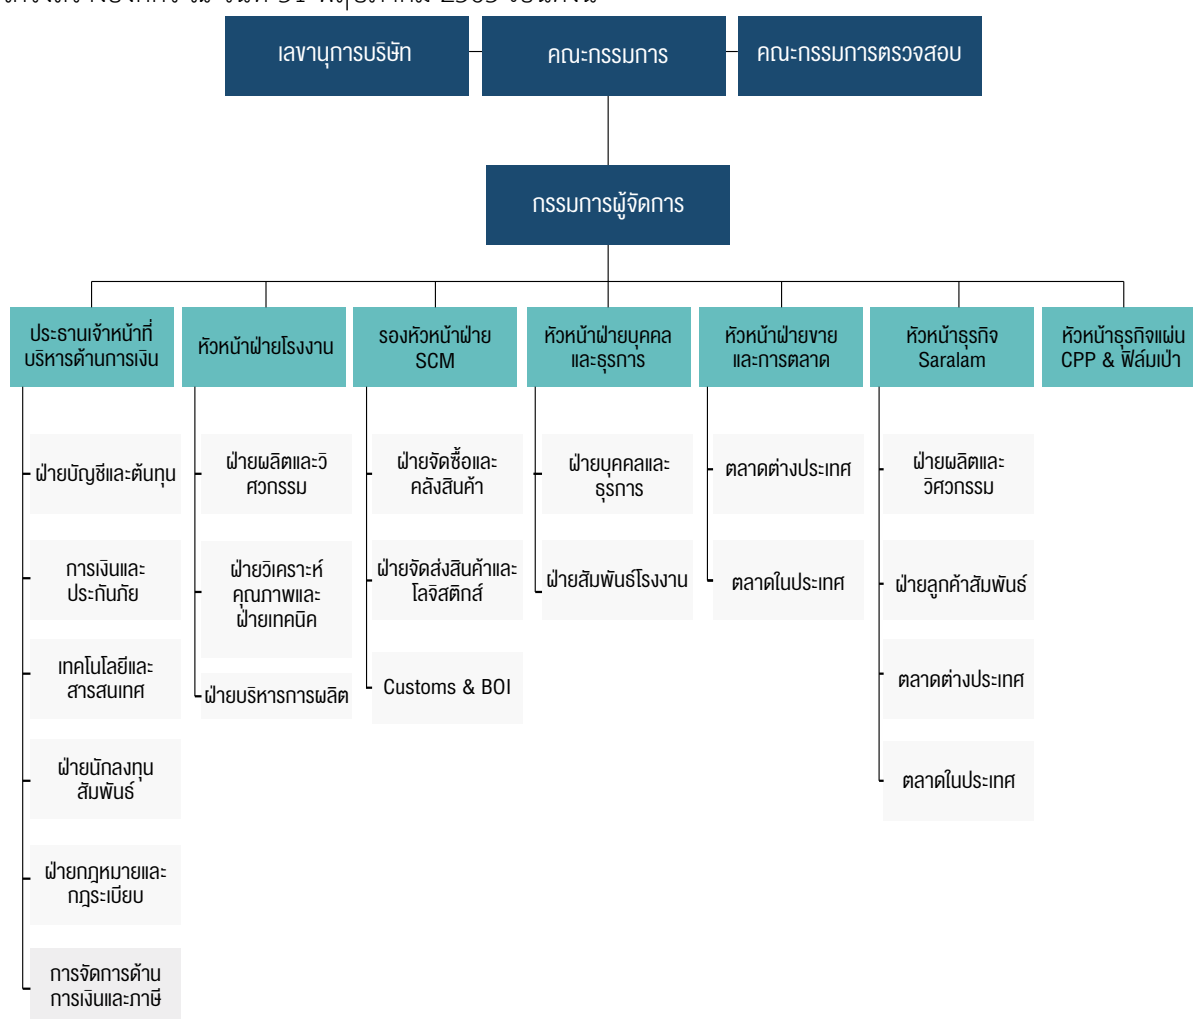 เลขานุการบริษัท
คณะกรรมการ
คณะกรรมการตรวจสอบ
กรรมการผู้จัดการ
ประธานเจ้าหน้าที่
บริหารด้านการเงิน
หัวหน้าฝ่ายโรงงาน
รองหัวหน้าฝ่าย
SCM
หัวหน้าฝ่ายบุคคล
และธุรการ
หัวหน้าฝ่ายขาย
และการตลาด
หัวหน้าธุรกิจ
Saralam
หัวหน้าธุรกิจแผ่น
CPP & ฟิล์มเป่า
ฝ่ายบัญชีและต้นทุน
การเงินและ
ประกันภัย
เทคโนโลยีและ
สารสนเทศ
ฝ่ายนักลงทุน
สัมพันธ์
ฝ่ายกฎหมายและ
กฎระเบียบ
การจัดการด้าน
การเงินและภาษี
ฝ่ายผลิตและวิ
ศวกรรม
ฝ่ายวิเคราะห์
คุณภาพและ
ฝ่ายเทคนิค
ฝ่ายบริหารการผลิต
ฝ่ายจัดซื้อและ
คลังสินค้า
ฝ่ายจัดส่งสินค้าและ
โลจิสติกส์
Customs & BOI
ฝ่ายบุคคลและ
ธุรการ
ฝ่ายสัมพันธ์โรงงาน
ตลาดต่างประเทศ
ตลาดในประเทศ
ฝ่ายผลิตและ
วิศวกรรม
ฝ่ายลูกค้าสัมพันธ์
ตลาดต่างประเทศ
ตลาดในประเทศ